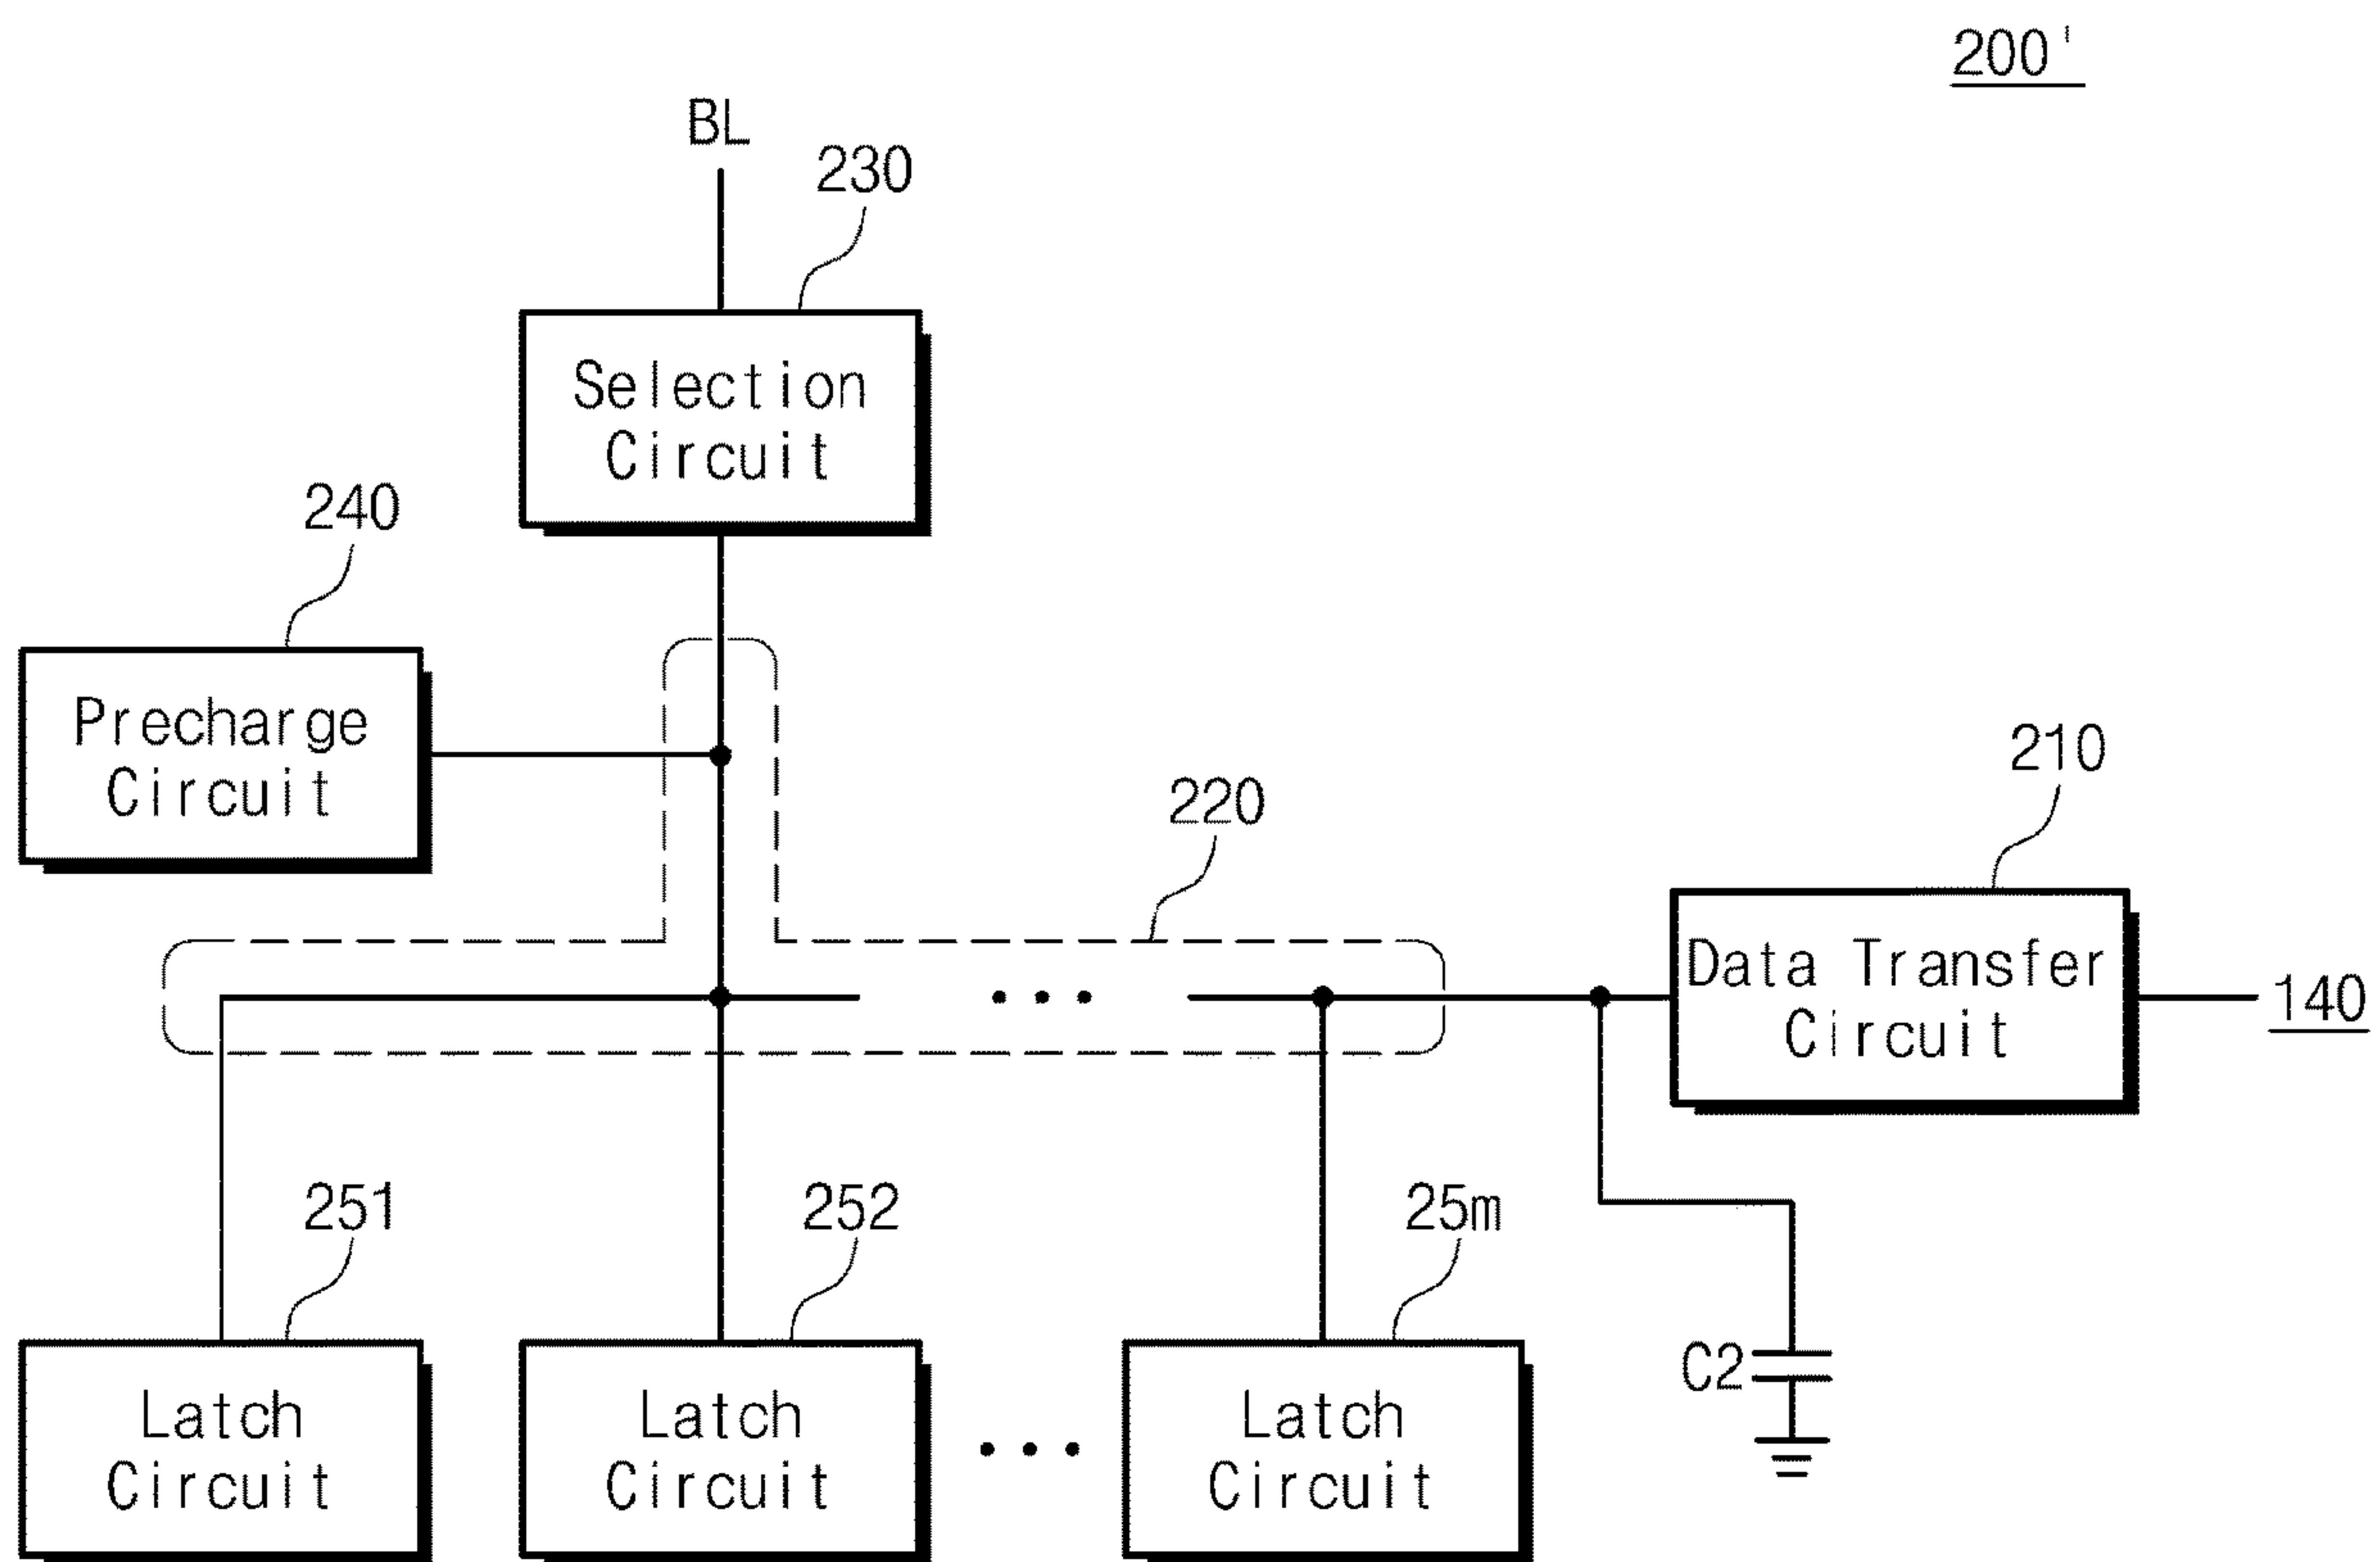 200'
BL
230
Selection
Circuit
240
Precharge
Circuit
220
210
Data Transfer
Circuit
140
251
252
25m
C2
Latch
Circuit
Latch
Circuit
Latch
Circuit